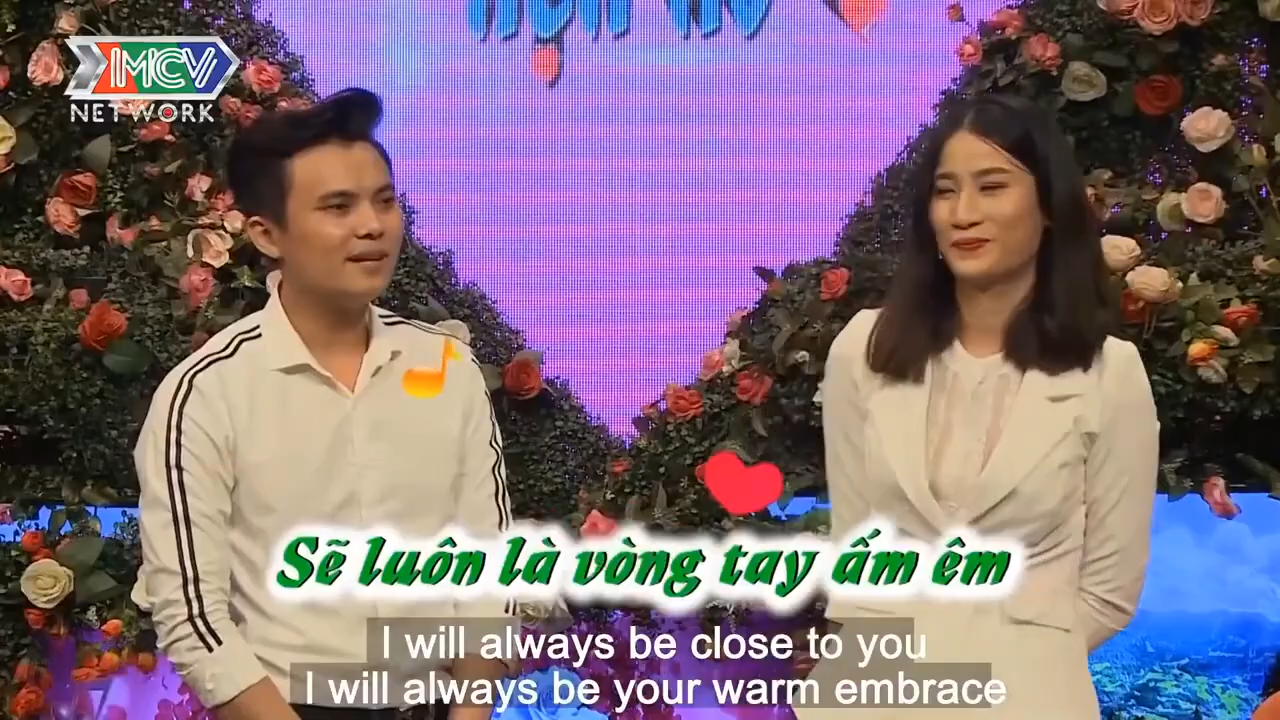 MCV
NETWORK
Sẽ luôn là vòng tay ấm êm
I will always be close to you
I will always be your warm embrace